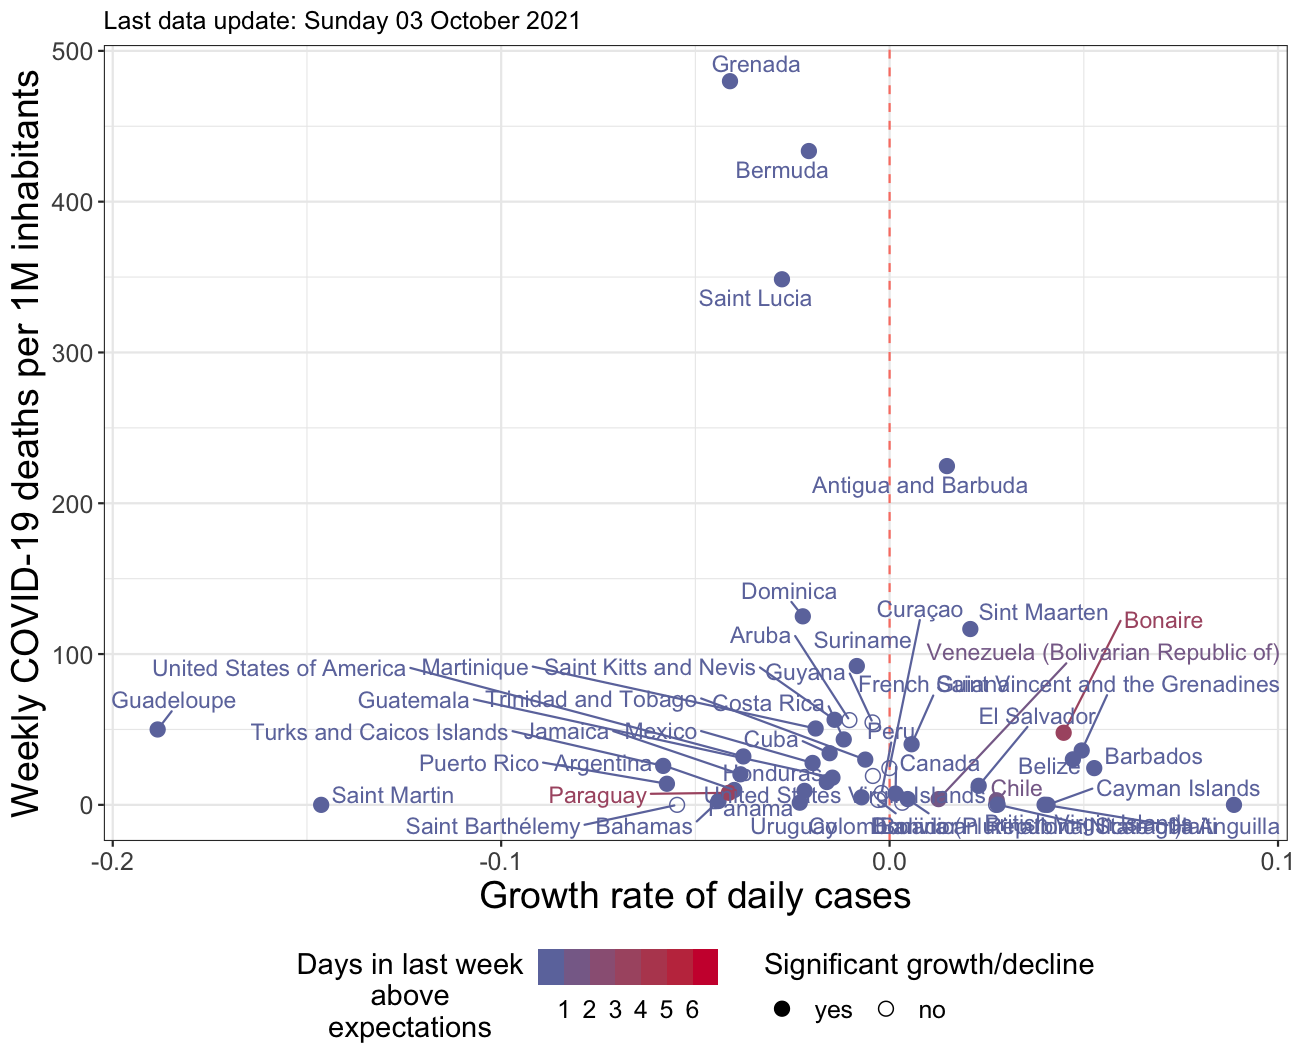 Last data update: Sunday 03 October 2021
Weekly COVID-19 deaths per 1M inhabitants
500
400
300
200
100
0
Grenada
Bermuda
Saint Lucia
Antigua and Barbuda
Dominica
Curaçao
Sint Maarten
Bonaire
Aruba
Suriname
Venezuela (Bolivarian Republic of)
United States of America
Martinique
Saint Kitts and Nevis
Guyana
French Guiana
Saint Vincent and the Grenadines
Guadeloupe
Guatemala
Trinidad and Tobago
Costa Rica
El Salvador
Turks and Caicos Islands
Jamaica
Mexico
Cuba
Peru
Puerto Rico
Argentina
Honduras
Canada
Belize
Barbados
Saint Martin
Paraguay
United States Virgin Islands
Chile
Cayman Islands
Panama
Saint Barthélemy
Bahamas
Uruguay
Colombia
British Virgin Islands
Anguilla
-0.2
-0.1
0.0
0.1
Growth rate of daily cases
Days in last week
above
expectations
1 2 3 4 5 6
Significant growth/decline
yes
no